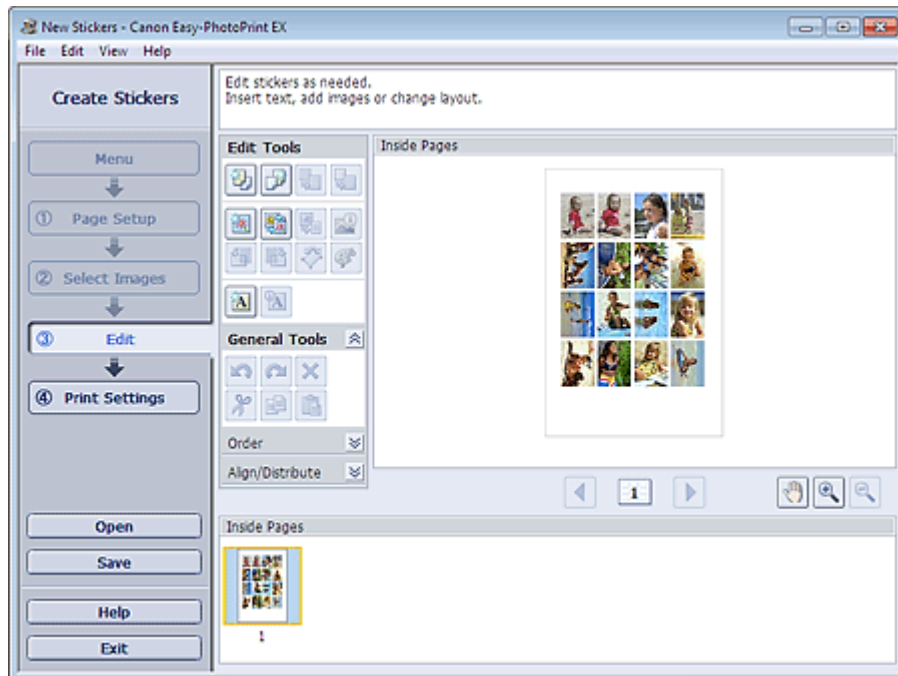 New Stickers - Canon Easy-PhotoPrint EX
File Edit View Help
Create Stickers
Edit stickers as needed.
Insert text, add images or change layout.
Menu
① Page Setup
② Select Images
③ Edit
④ Print Settings
Open
Save
Help
Exit
Edit Tools
A A
General Tools
Order
Align/Distribute
Inside Pages
1
Inside Pages
1